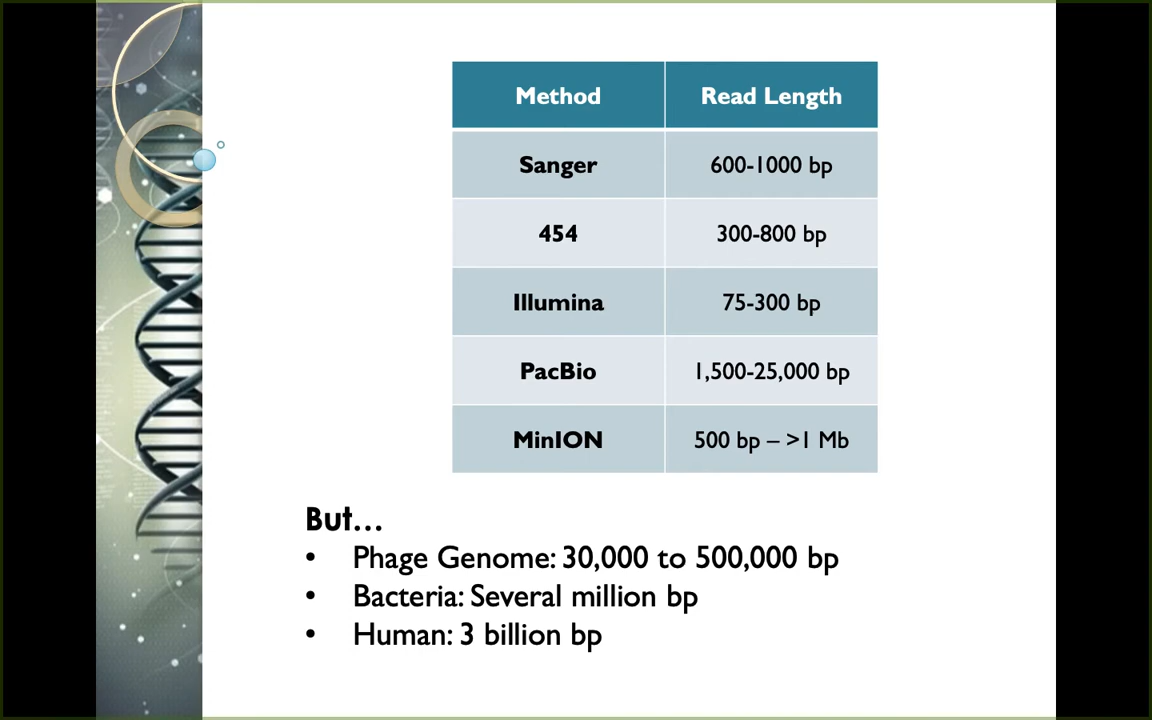 Method Read Length
Sanger 600-1000 bp
454 300-800 bp
Illumina 75-300 bp
PacBio 1,500-25,000 bp
MinION 500 bp – >1 Mb
But...
• Phage Genome: 30,000 to 500,000 bp
• Bacteria: Several million bp
• Human: 3 billion bp